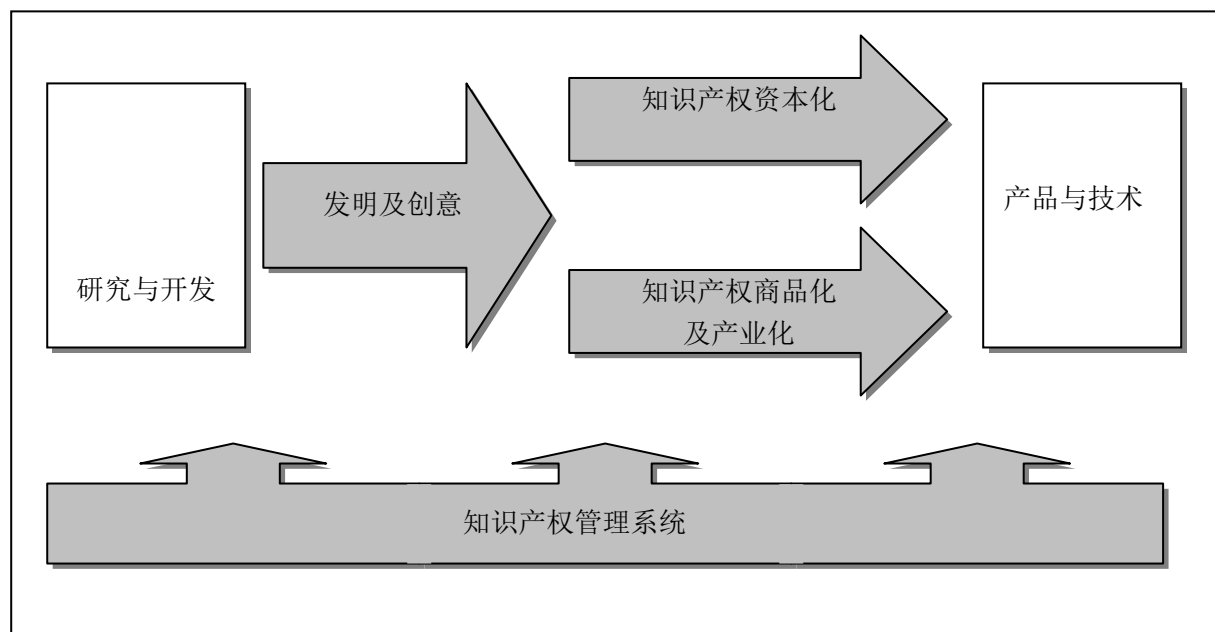 研究与开发
发明及创意
知识产权资本化
知识产权商品化
及产业化
产品与技术
知识产权管理系统